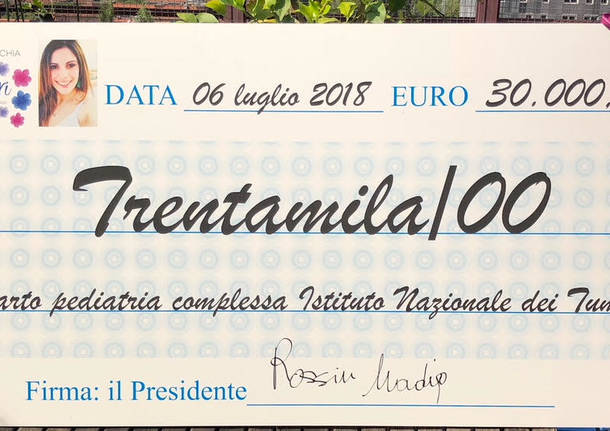 CCHIA
DATA 06 luglio 2018 EURO 30.000,
Trentamila/00
arto pediatria complessa Istituto Nazionale dei Tum
Firma: il Presidente